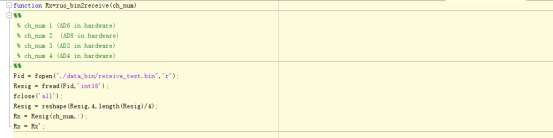 function Rx=rus_bin2receive(ch_num)
%%
% ch_num 1 (AD6 in hardware)
% ch_num 2 (AD8 in hardware)
% ch_num 3 (AD2 in hardware)
% ch_num 4 (AD4 in hardware)
%%
Fid = fopen('./data_bin/receive_test.bin','r');
Resig = fread(Fid,'int16');
fclose('all');
Resig = reshape(Resig,4,length(Resig)/4);
Rx = Resig(ch_num,:);
Rx = Rx';